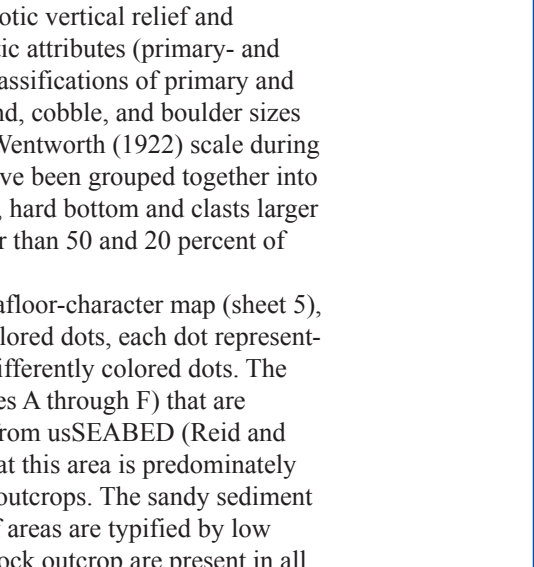 otic vertical relief and
tic attributes (primary- and
assifications of primary and
nd, cobble, and boulder sizes
Wentworth (1922) scale during
ve been grouped together into
, hard bottom and clasts larger
r than 50 and 20 percent of
afloor-character map (sheet 5),
lored dots, each dot represent-
ifferently colored dots. The
es A through F) that are
from usSEABED (Reid and
at this area is predominately
outcrops. The sandy sediment
f areas are typified by low
ock outcrop are present in all